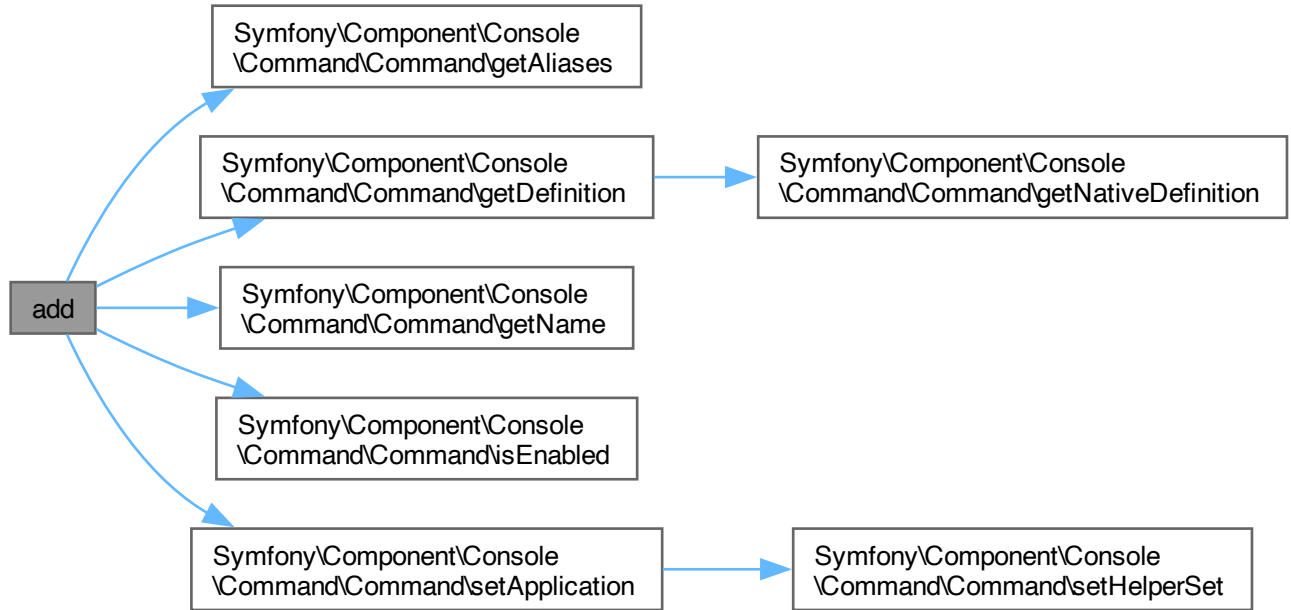 Symfony\Component\Console
\Command\Command\getAliases
Symfony\Component\Console
\Command\Command\getDefinition
Symfony\Component\Console
\Command\Command\getNativeDefinition
add
Symfony\Component\Console
\Command\Command\getName
Symfony\Component\Console
\Command\Command\isEnabled
Symfony\Component\Console
\Command\Command\setApplication
Symfony\Component\Console
\Command\Command\setHelperSet